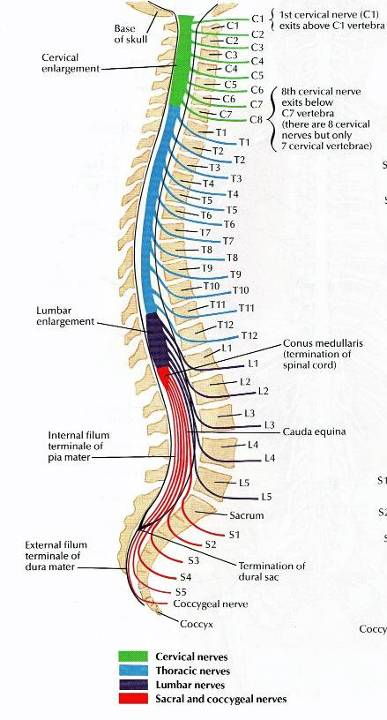 Base
of skull
C1
1st cervical nerve (C1)
exits above C1 vertebra
C1
C2
C2
C3
C3
C4
Cervical
enlargement
C4
C5
C5
C6
C6
C7
C7
C8
8th cervical nerve
exits below
C7 vertebra
(there are 8 cervical
nerves but only
7 cervical vertebrae)
T1
T1
T2
T2
T3
T3
T4
T4
T5
T5
T6
T6
T7
T7
T8
T8
T9
T9
T10
T10
T11
T11
T12
T12
Lumbar
enlargement
Conus medullaris
(termination of
spinal cord)
L1
L1
L2
L2
L3
L3
Cauda equina
L4
L4
Internal filum
terminale of
pia mater
L5
L5
S1
Sacrum
S2
S1
S2
External filum
terminale of
dura mater
S3
Termination of
dural sac
S4
S5
Coccygeal nerve
Coccyx
Coccy
Cervical nerves
Thoracic nerves
Lumbar nerves
Sacral and coccygeal nerves